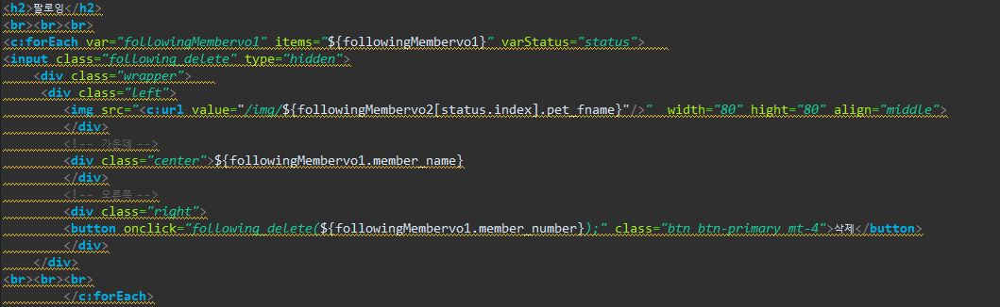 <h2>팔로잉</h2>
<br><br><br>
<c:forEach var="followingMembervo1" items="${followingMembervo1}" varStatus="status">
<input class="following_delete" type="hidden">
<div class="wrapper">
<div class="left">
<img src="<c:url value="/img/${followingMembervo2[status.index].pet_fname}"/>"  width="80" hight="80" align="middle">
</div>
<!-- 가운데 -->
<div class="center">${followingMembervo1.member_name}
</div>
<!-- 오른쪽 -->
<div class="right">
<button onclick="following_delete(${followingMembervo1.member_number});" class="btn btn-primary mt-4">삭제</button>
</div>
</div>
<br><br><br>
</c:forEach>